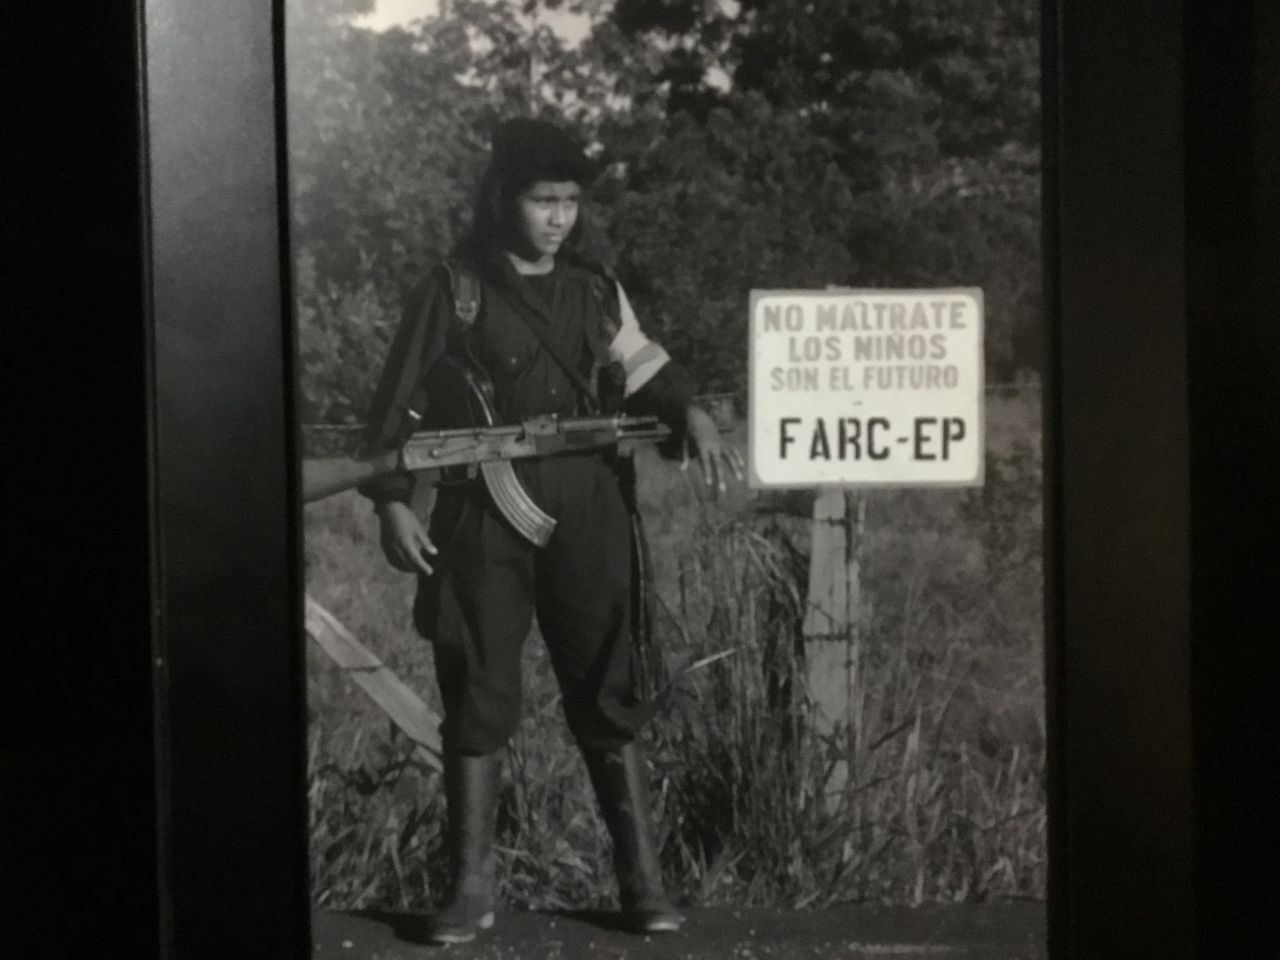 NO MALTRATE
LOS NIÑOS
SON EL FUTURO
FARC-EP